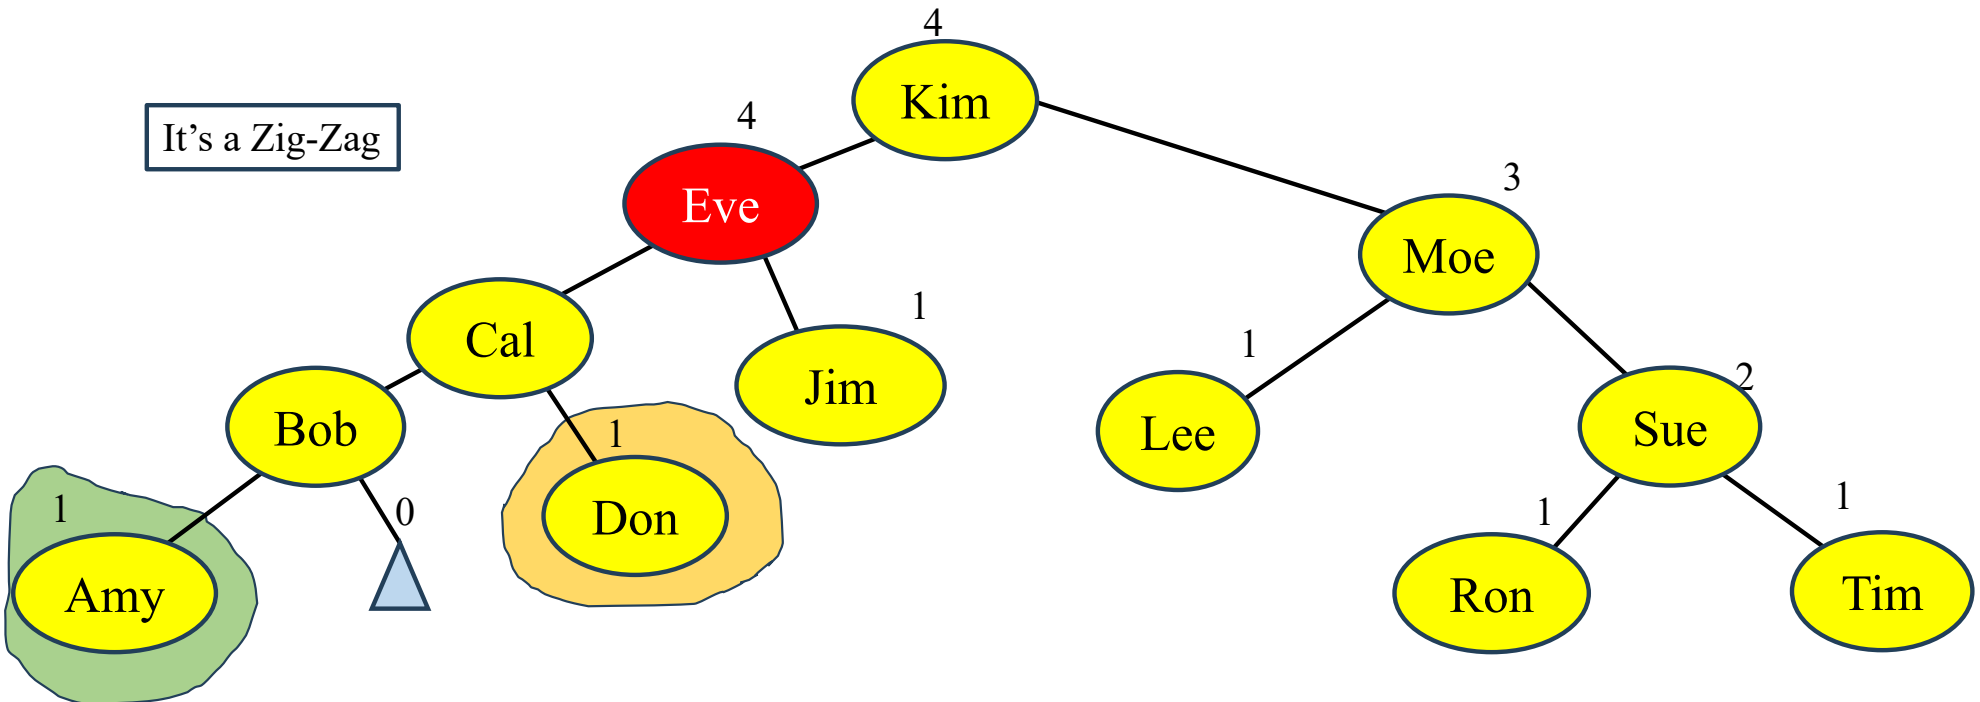 4
Kim
It's a Zig-Zag
4
Eve
3
Moe
Cal
1
Jim
1
Lee
2
Sue
Bob
1
Don
1
Amy
0
1
Ron
1
Tim